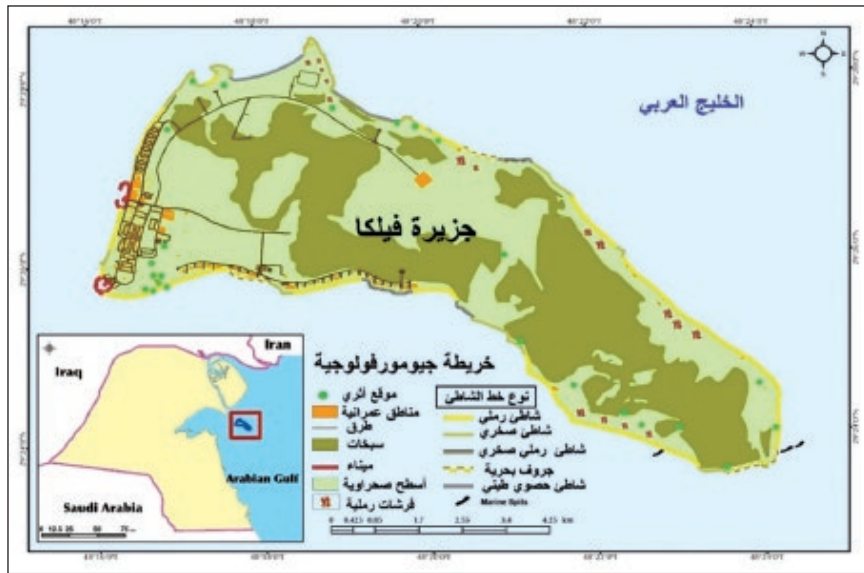 الخليج العربي
جزيرة فيلكا
N
W
E
S
خريطة جيومورفولوجية
موقع أثري
مناطق عمرانية
طرق
سبخات
ميناء
أسطح صحراوية
فرشات رملية
نوع خط الشاطئ
شاطئ رملي
شاطئ صخري
شاطئ رملي صخري
جروف بحرية
شاطئ حصوي طيني
Marine Spits
Iraq
Iran
Arabian Gulf
Saudi Arabia